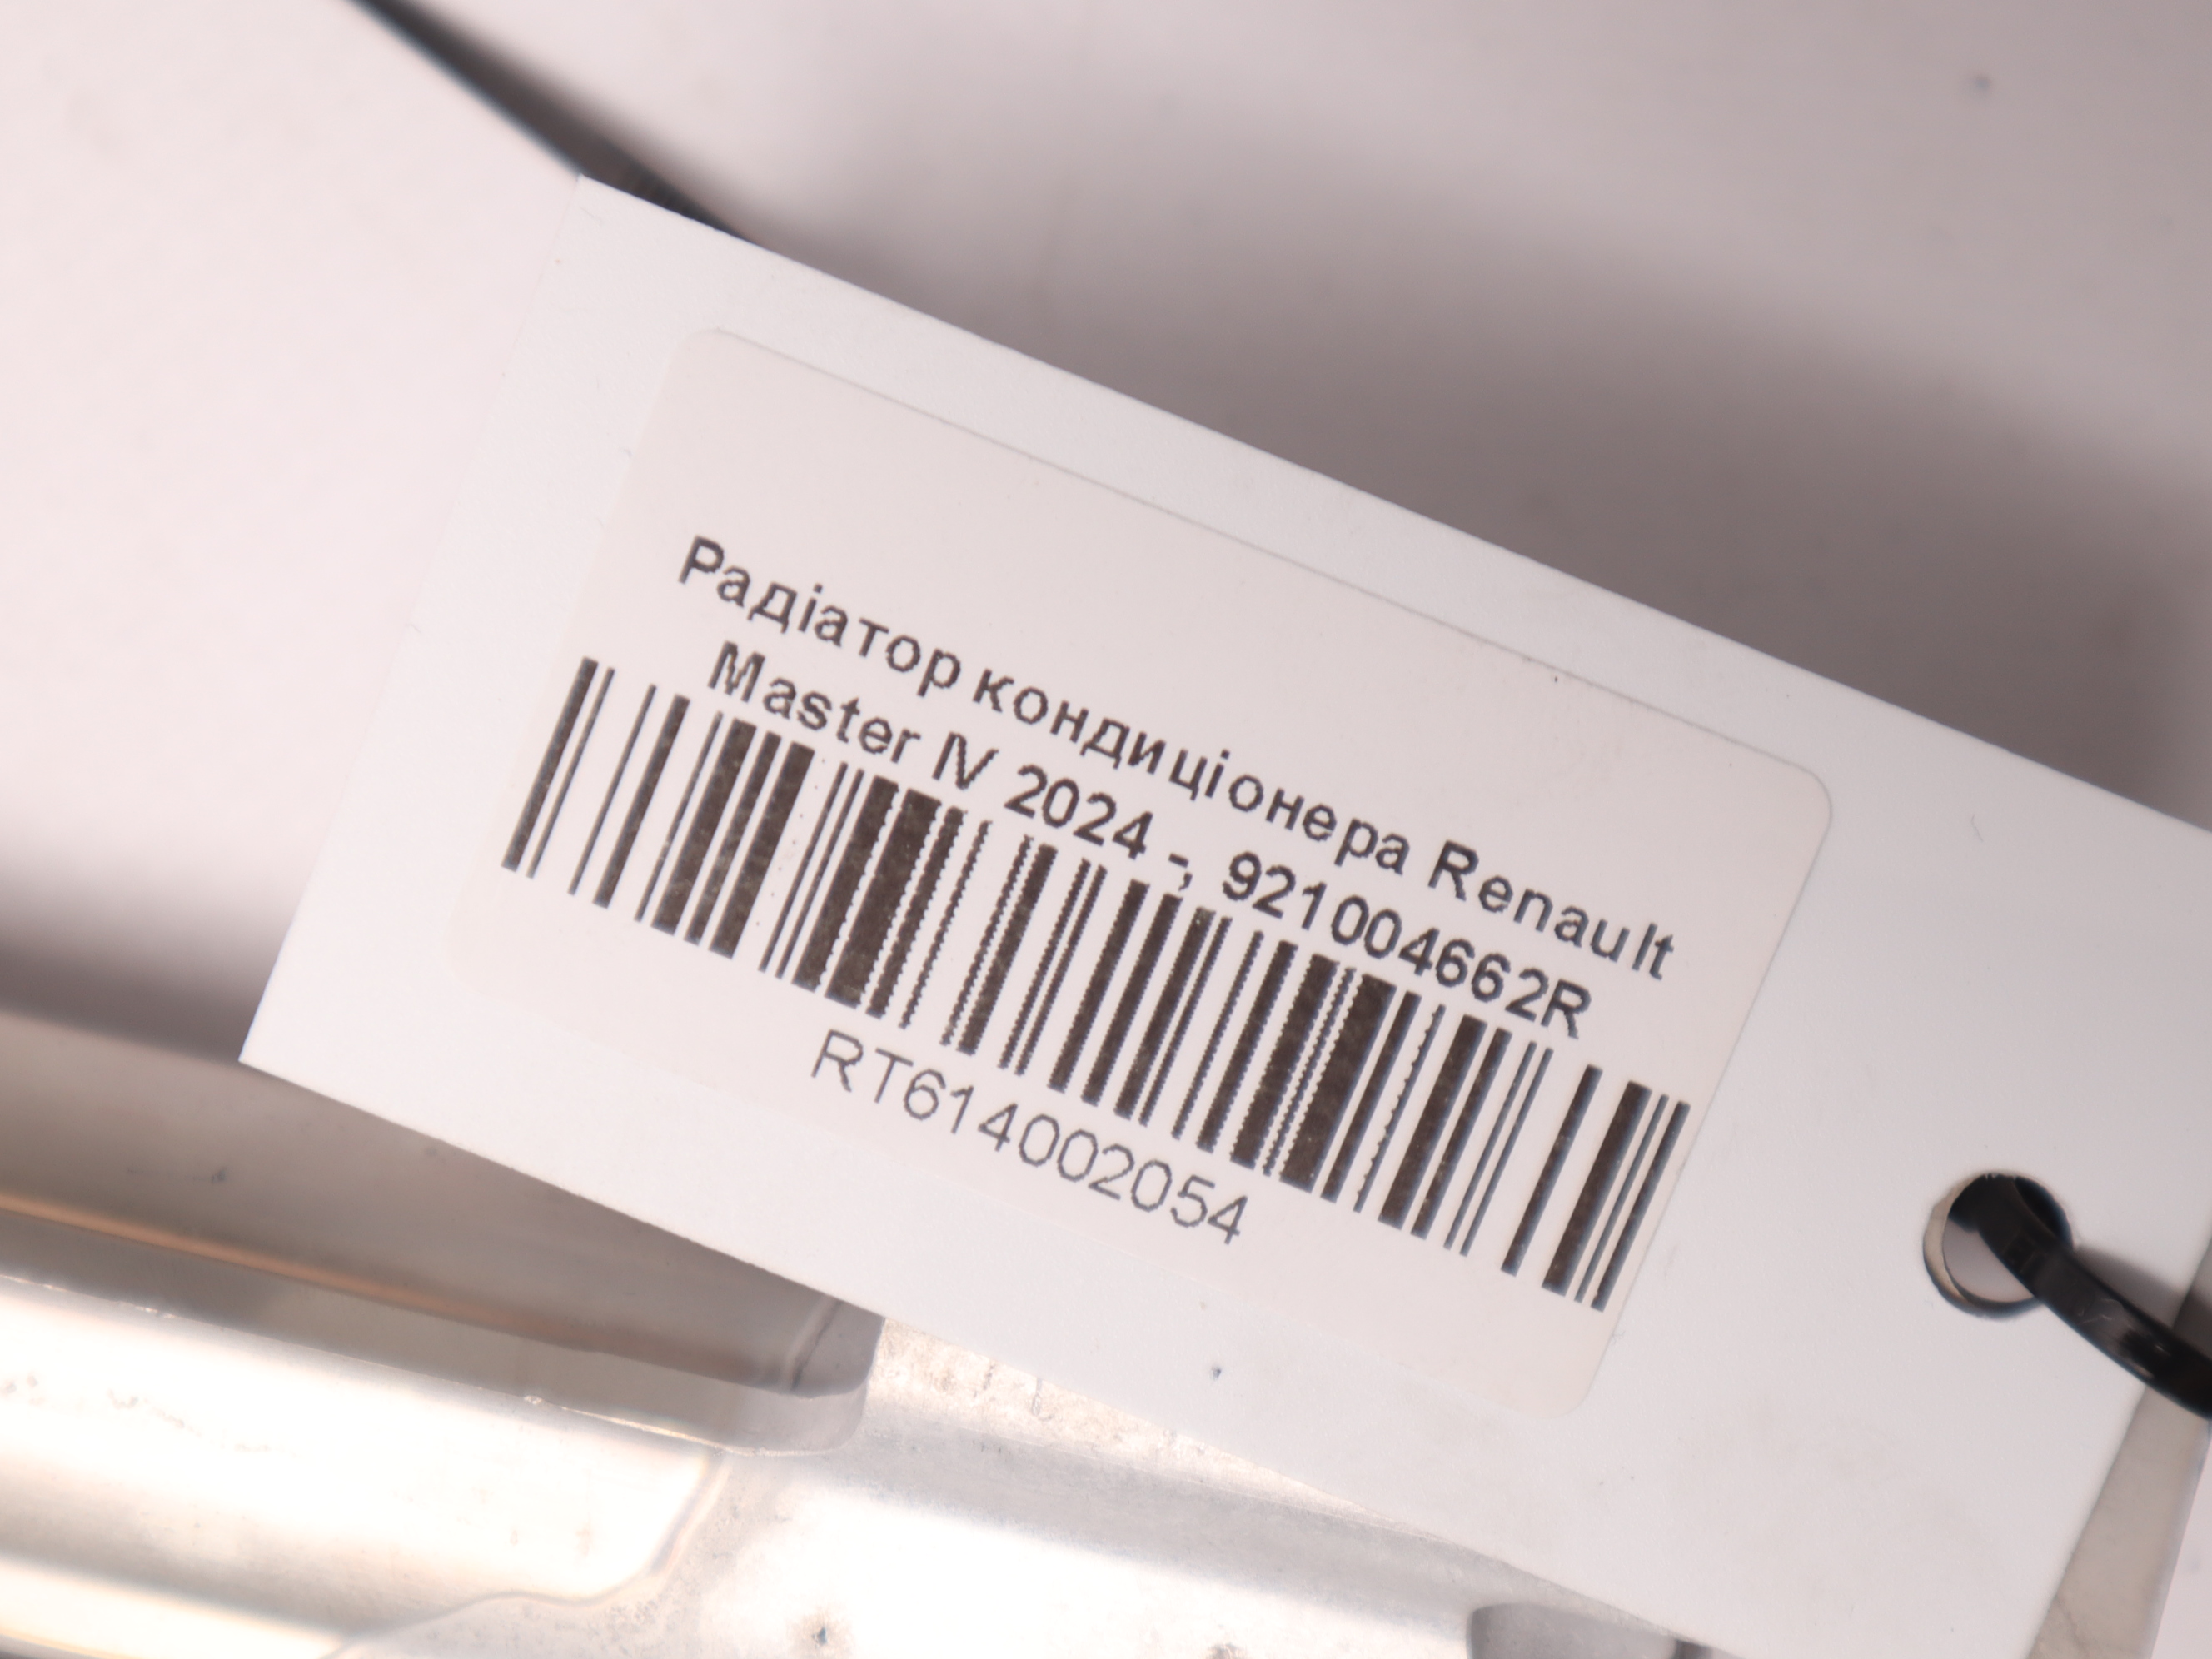 Радіатор кондиціонера Renault
Master IV 2024 -, 921004662R
RT614002054